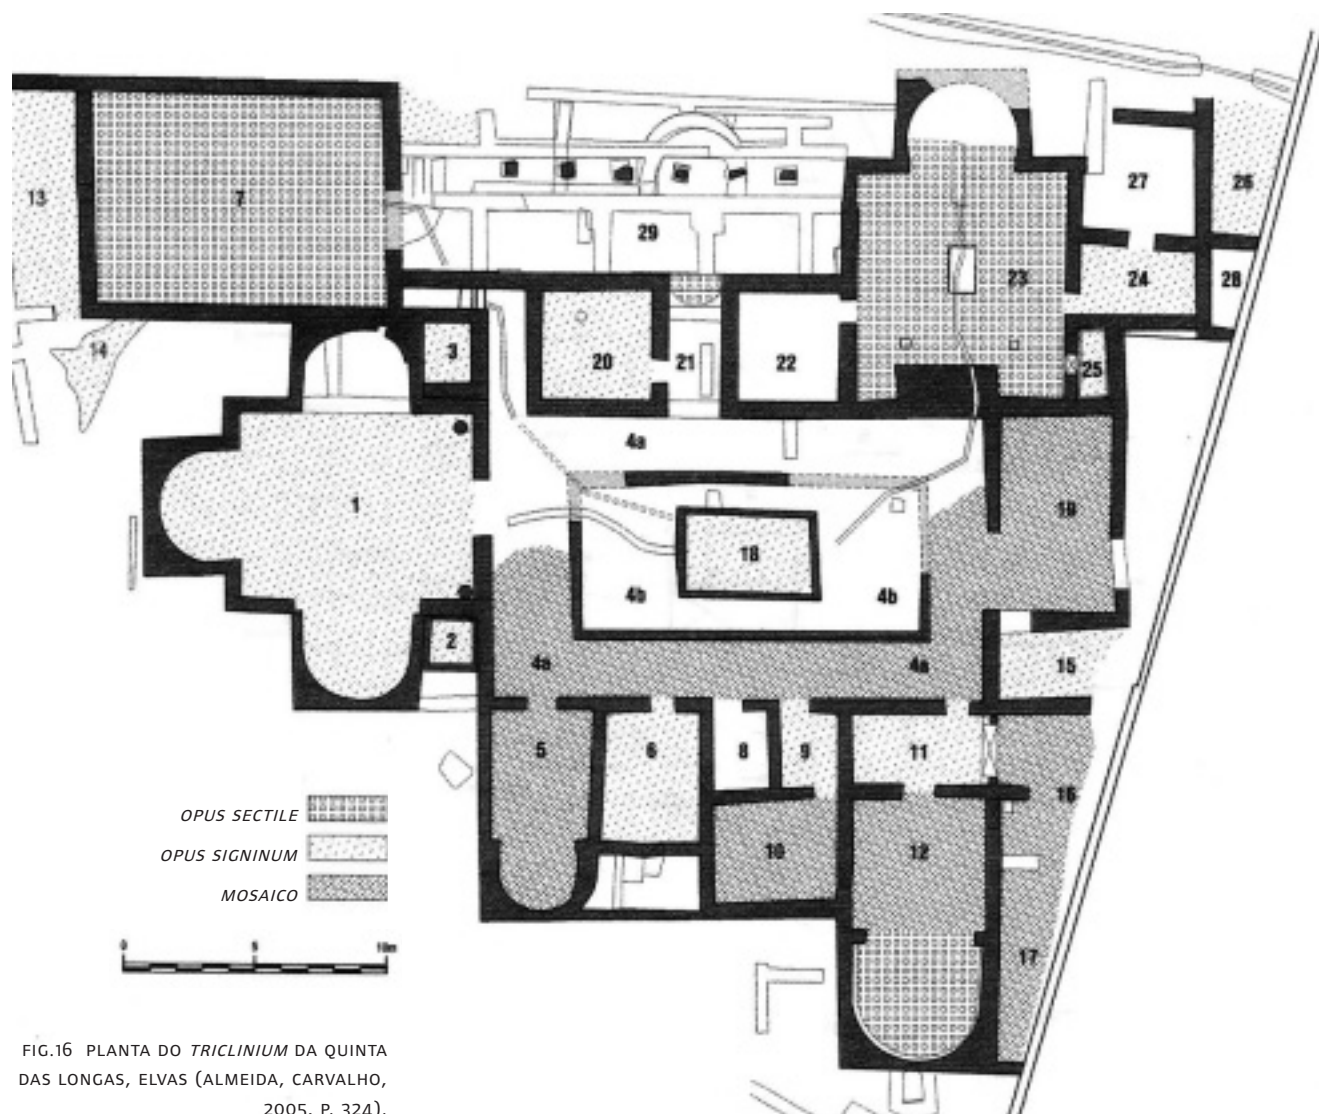 27
26
13
7
29
23
24
28
14
3
20
21
22
25
4a
1
18
19
4b
4b
2
4a
4a
15
5
6
8
9
11
16
10
12
17
OPUS SECTILE
OPUS SIGNINUM
MOSAICO
0 5 10m
FIG.16 PLANTA DO TRICLINIUM DA QUINTA
DAS LONGAS, ELVAS (ALMEIDA, CARVALHO,
2005, P. 324).